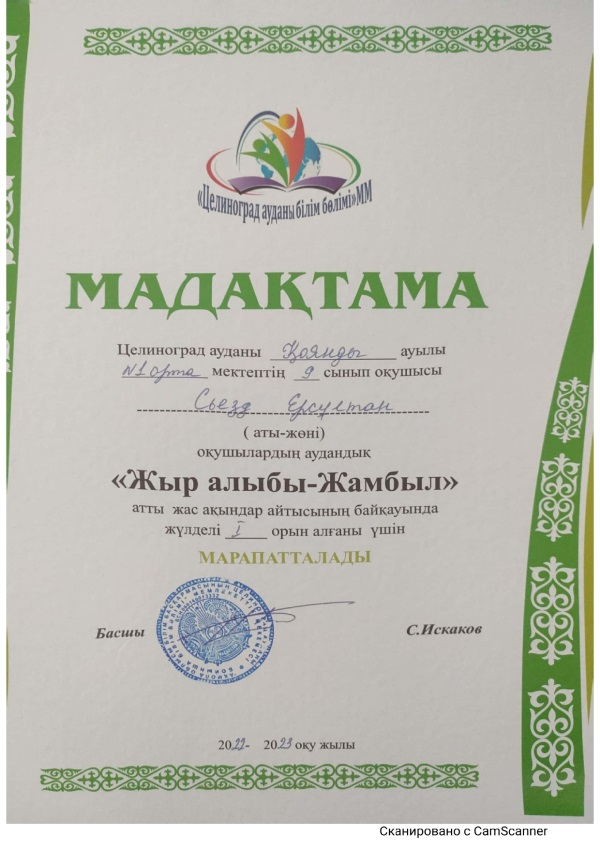 «Целиноград ауданы білім бөлімі»ММ
МАДАҚТАМА
Целиноград ауданы Қоянды ауылы
№1 орта мектептің 9 сынып оқушысы
Сьезд Ерсұлтан
( аты-жөні)
оқушылардың аудандық
«Жыр алыбы-Жамбыл»
атты жас ақындар айтысының байқауында
жүлделі I орын алғаны үшін
МАРАПАТТАЛАДЫ
Басшы С.Искаков
2022- 2023 оқу жылы
Сканировано с CamScanner